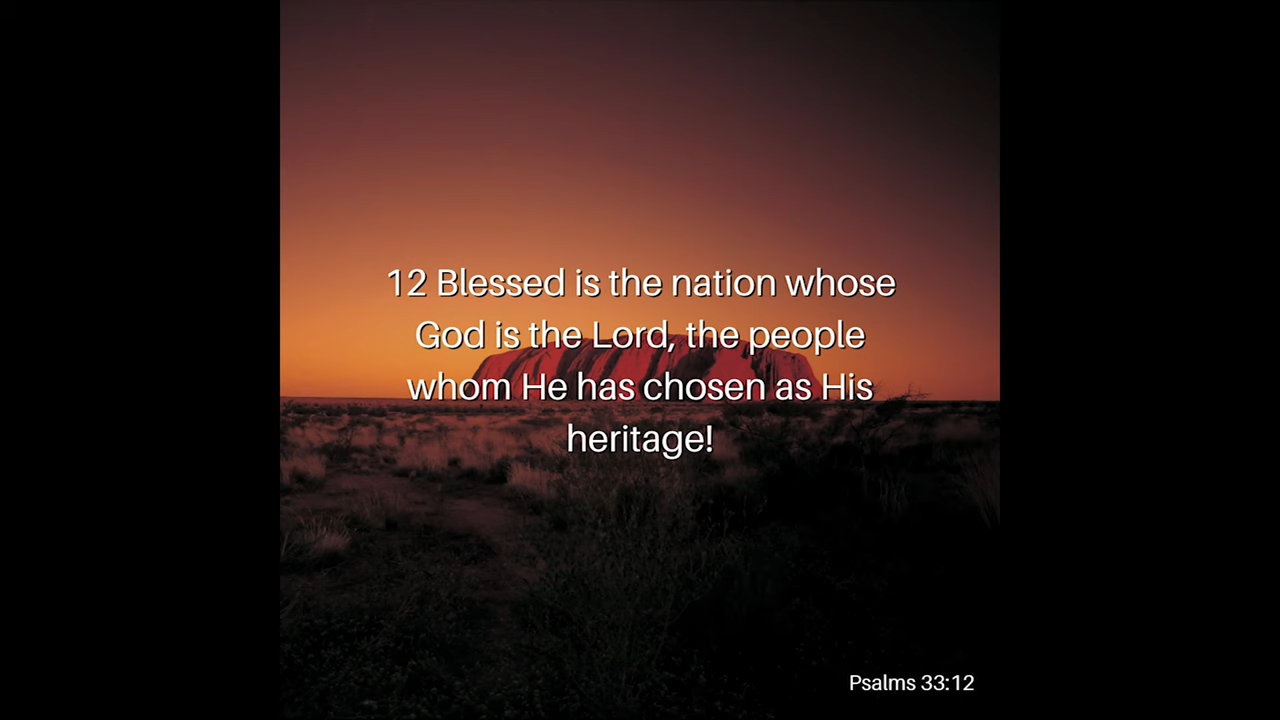 12 Blessed is the nation whose
God is the Lord, the people
whom He has chosen as His
heritage!
Psalms 33:12